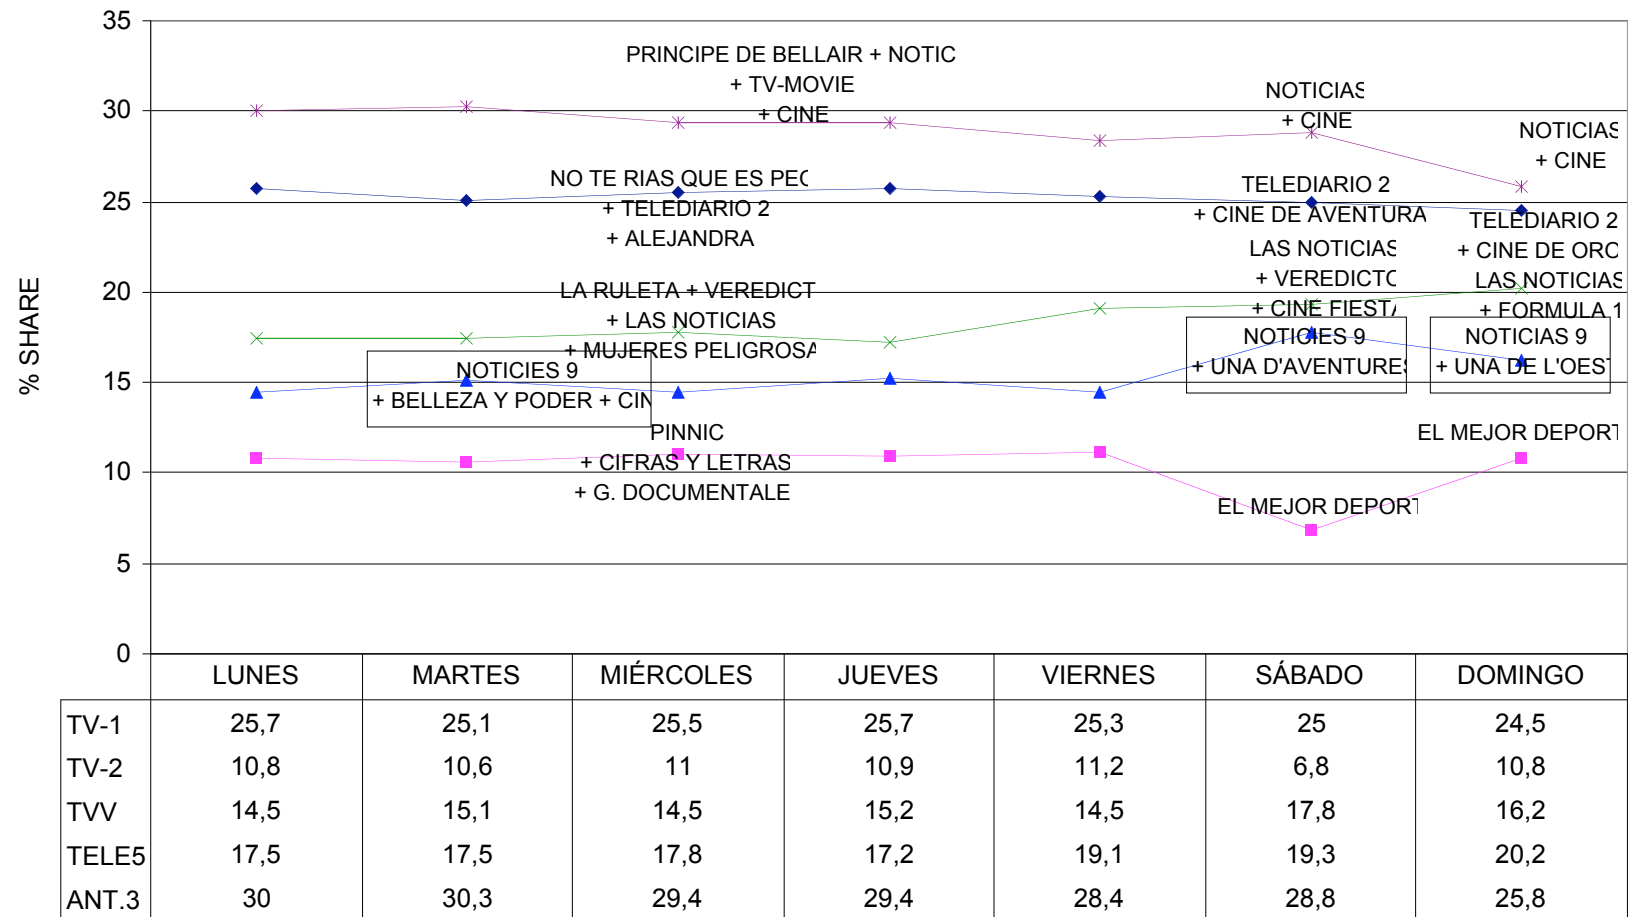 35
PRINCIPE DE BELLAIR + NOTIC
+ TV-MOVIE
+ CINE
NOTICIAS
+ CINE
NOTICIAS
+ CINE
30
NO TE RIAS QUE ES PEO
+ TELEDIARIO 2
+ ALEJANDRA
TELEDIARIO 2
+ CINE DE AVENTURA
TELEDIARIO 2
+ CINE DE ORO
25
LAS NOTICIAS
+ VEREDICTO
+ CINE FIESTA
LAS NOTICIAS
+ FORMULA 1
20
LA RULETA + VEREDICT
+ LAS NOTICIAS
+ MUJERES PELIGROSA
% SHARE
NOTICIES 9
+ BELLEZA Y PODER + CIN
NOTICIES 9
+ UNA D'AVENTURES
NOTICIAS 9
+ UNA DE L'OEST
15
PINNIC
+ CIFRAS Y LETRAS
+ G. DOCUMENTALE
EL MEJOR DEPORT
EL MEJOR DEPORT
10
5
0
LUNES MARTES MIÉRCOLES JUEVES VIERNES SÁBADO DOMINGO
TV-1 25,7 25,1 25,5 25,7 25,3 25 24,5
TV-2 10,8 10,6 11 10,9 11,2 6,8 10,8
TVV 14,5 15,1 14,5 15,2 14,5 17,8 16,2
TELE5 17,5 17,5 17,8 17,2 19,1 19,3 20,2
ANT.3 30 30,3 29,4 29,4 28,4 28,8 25,8